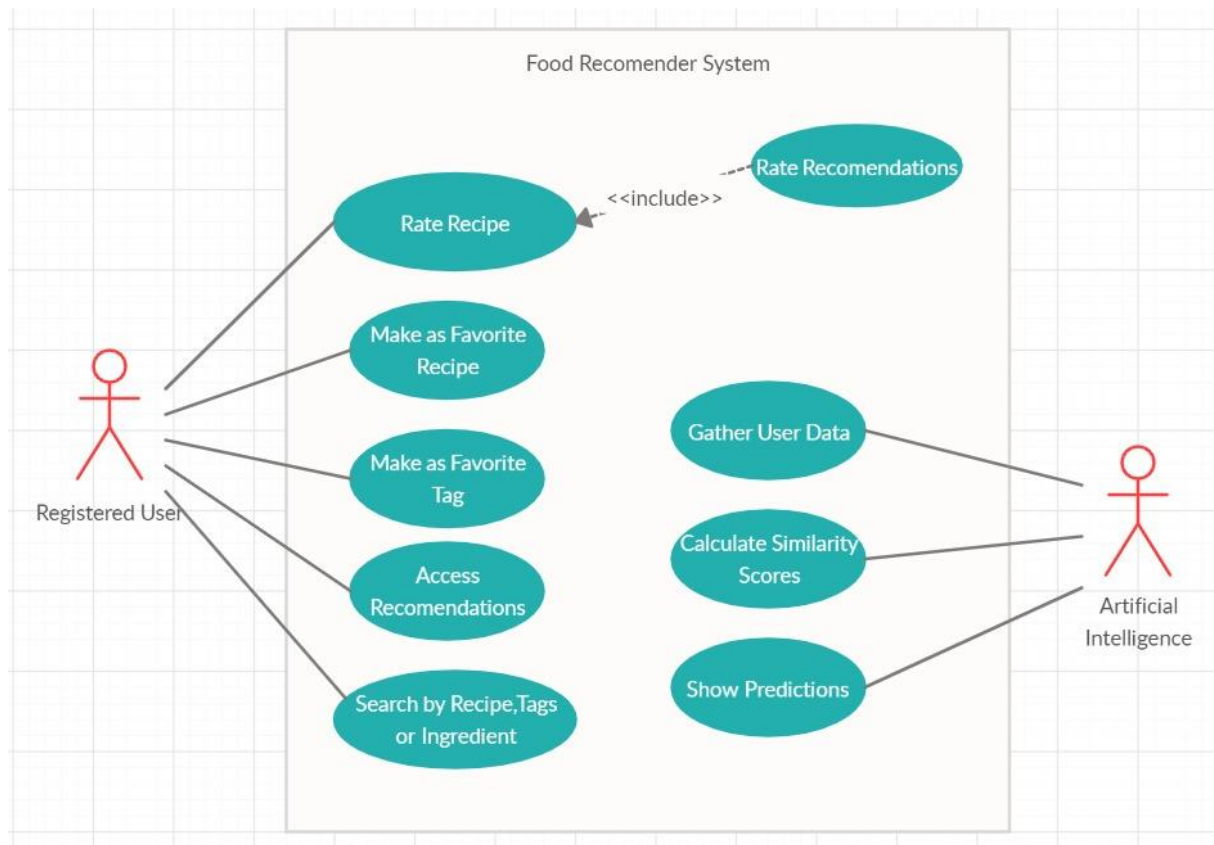 Food Recomender System
Rate Recomendations
<<include>>
Rate Recipe
Make as Favorite
Recipe
Make as Favorite
Tag
Access
Recomendations
Search by Recipe,Tags
or Ingredient
Registered User
Gather User Data
Calculate Similarity
Scores
Show Predictions
Artificial
Intelligence